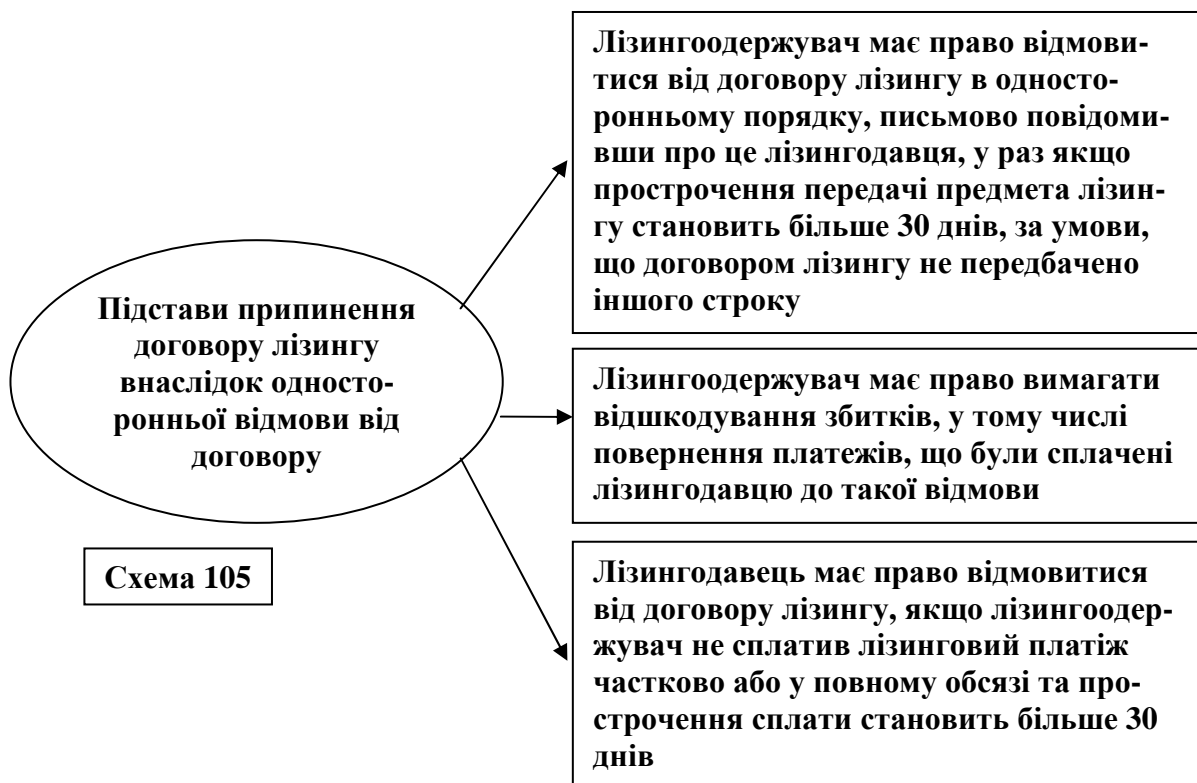 Підстави припинення
договору лізингу
внаслідок односто-
ронньої відмови від
договору
Схема 105
Лізингоодержувач має право відмови-
тися від договору лізингу в односто-
ронньому порядку, письмово повідоми-
вши про це лізингодавця, у раз якщо
прострочення передачі предмета лізин-
гу становить більше 30 днів, за умови,
що договором лізингу не передбачено
іншого строку
Лізингоодержувач має право вимагати
відшкодування збитків, у тому числі
повернення платежів, що були сплачені
лізингодавцю до такої відмови
Лізингодавець має право відмовитися
від договору лізингу, якщо лізингоодер-
жувач не сплатив лізинговий платіж
частково або у повному обсязі та про-
строчення сплати становить більше 30
днів